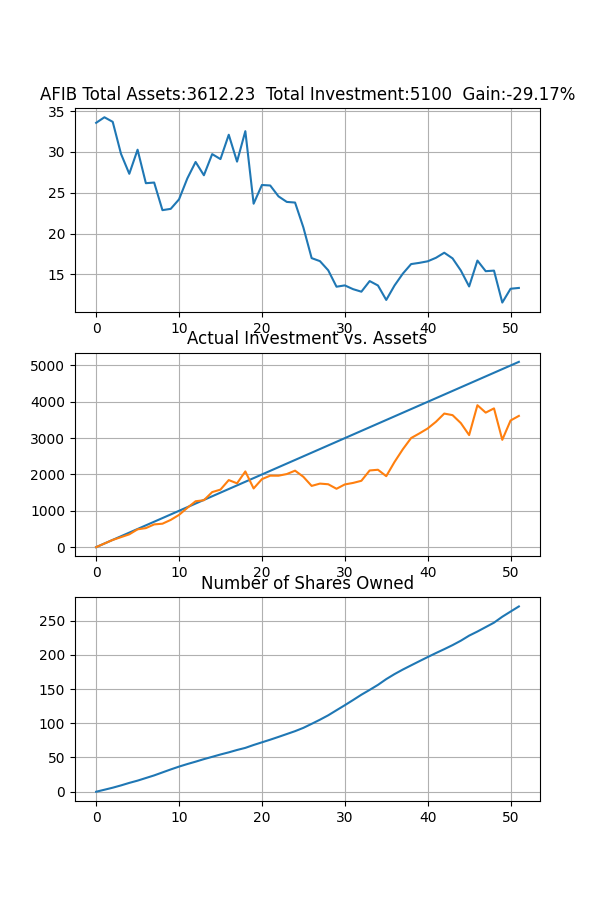 AFIB Total Assets:3612.23 Total Investment:5100 Gain:-29.17%
35
30
25
20
15
0 10 20 30 40 50
Actual Investment vs. Assets
5000
4000
3000
2000
1000
0
0 10 20 30 40 50
Number of Shares Owned
250
200
150
100
50
0
0 10 20 30 40 50